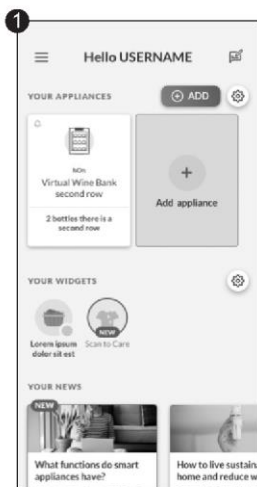 1
Hello USERNAME
YOUR APPLIANCES
ADD
NON
Virtual Wine Bank
second row
2 bottles there is a
second row
Add appliance
YOUR WIDGETS
NEW
Lorem ipsum
dolor sit est
Scan to Care
YOUR NEWS
NEW
What functions do smart
appliances have?
How to live sustaina
home and reduce w